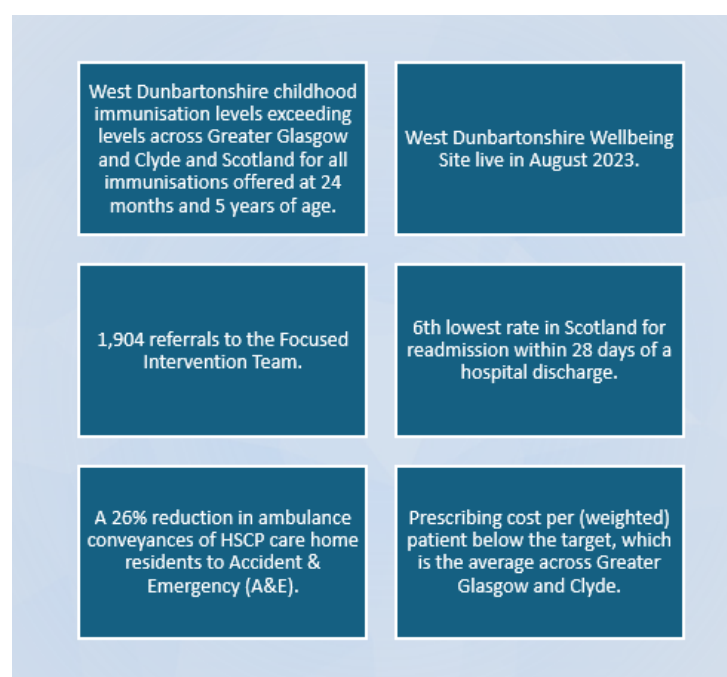 West Dunbartonshire childhood
immunisation levels exceeding
levels across Greater Glasgow
and Clyde and Scotland for all
immunisations offered at 24
months and 5 years of age.
West Dunbartonshire Wellbeing
Site live in August 2023.
1,904 referrals to the Focused
Intervention Team.
6th lowest rate in Scotland for
readmission within 28 days of a
hospital discharge.
A 26% reduction in ambulance
conveyances of HSCP care home
residents to Accident &
Emergency (A&E).
Prescribing cost per (weighted)
patient below the target, which
is the average across Greater
Glasgow and Clyde.